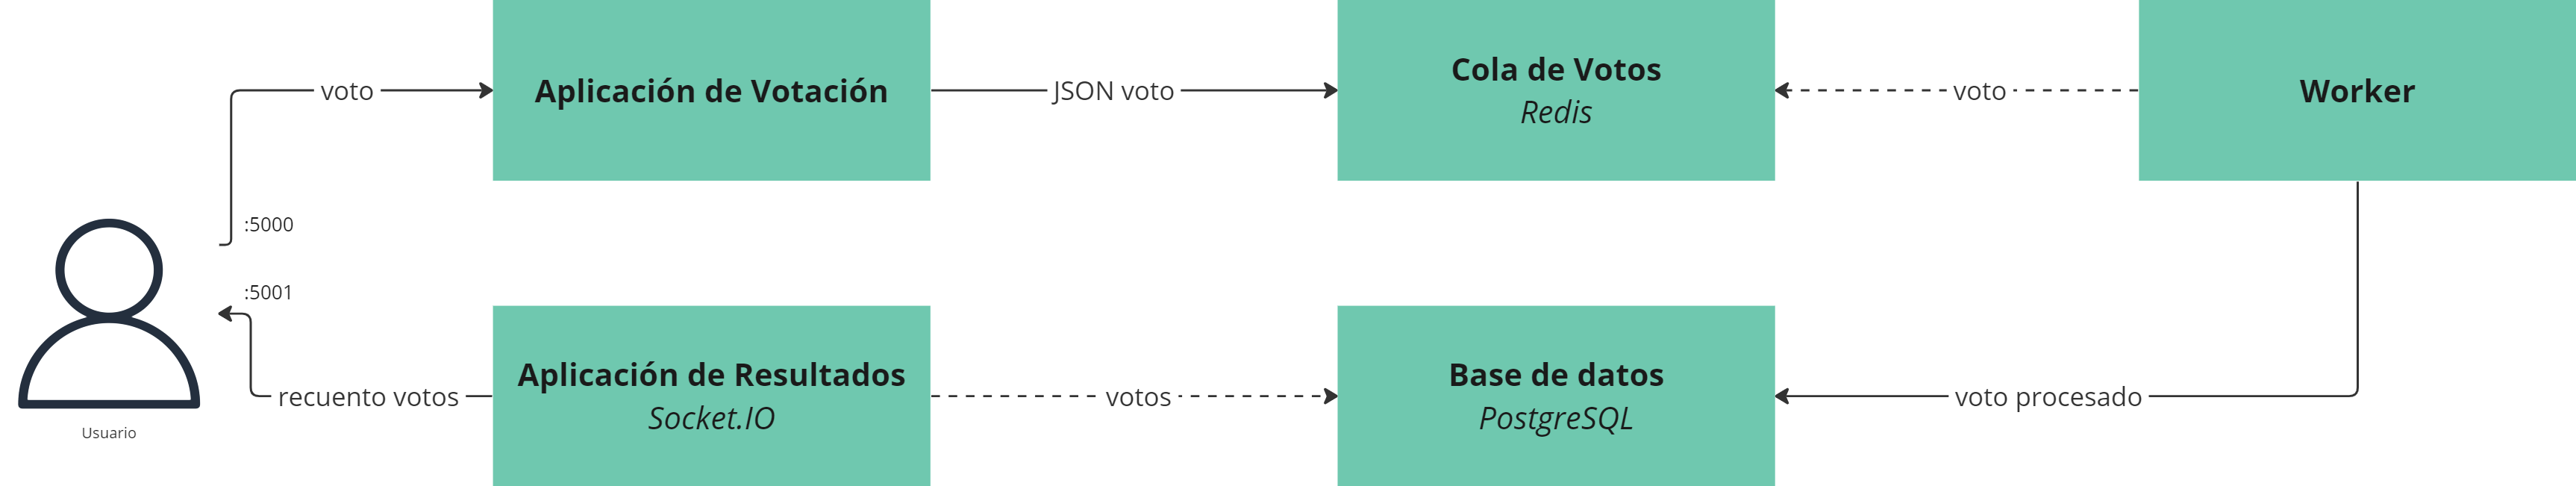 voto
Aplicación de Votación
JSON voto
Cola de Votos
Redis
voto
Worker
:5000
:5001
Usuario
recuento votos
Aplicación de Resultados
Socket.IO
votos
Base de datos
PostgreSQL
voto procesado